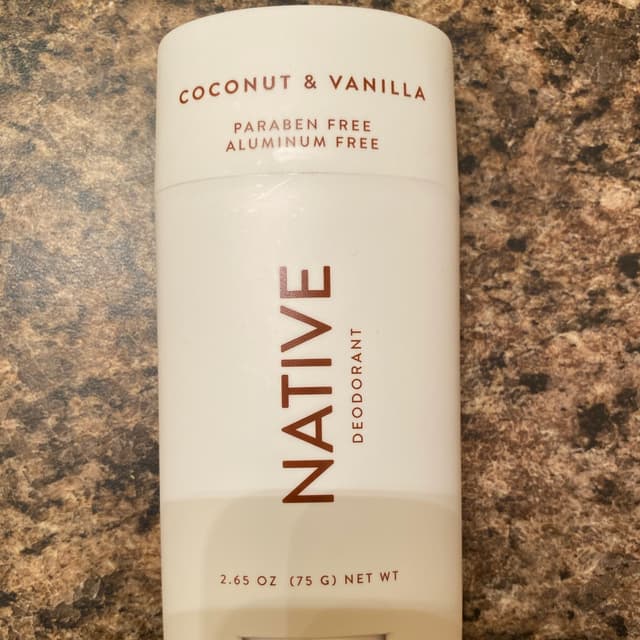 COCONUT & VANILLA
PARABEN FREE
ALUMINUM FREE
NATIVE
DEODORANT
2.65 OZ (75 G) NET WT